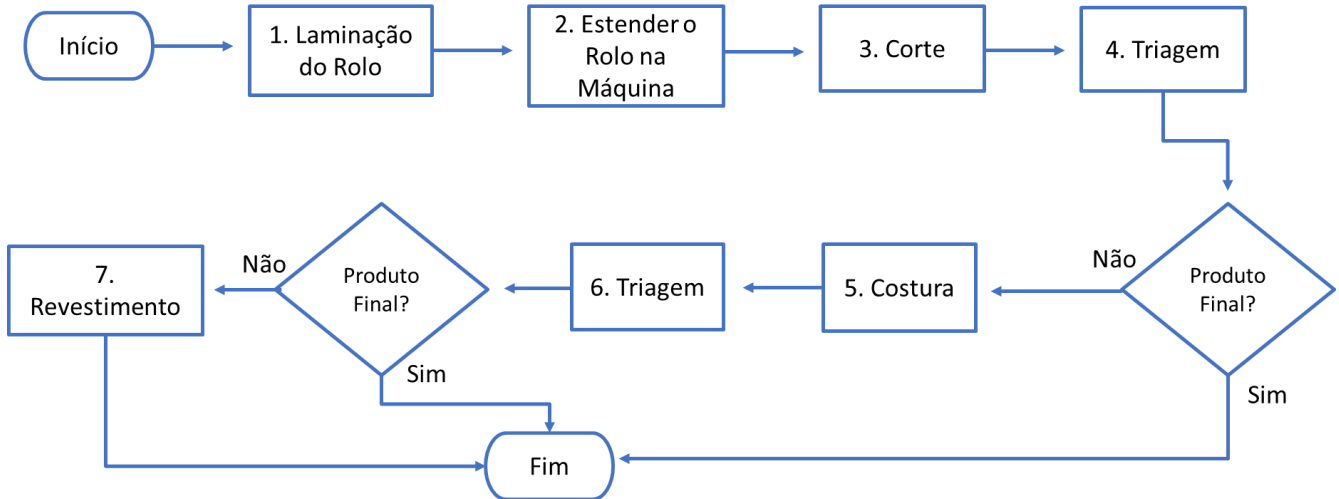 Início
1. Laminação
do Rolo
2. Estender o
Rolo na
Máquina
3. Corte
4. Triagem
Produto
Final?
Não
Sim
5. Costura
6. Triagem
Produto
Final?
Não
Sim
7.
Revestimento
Fim